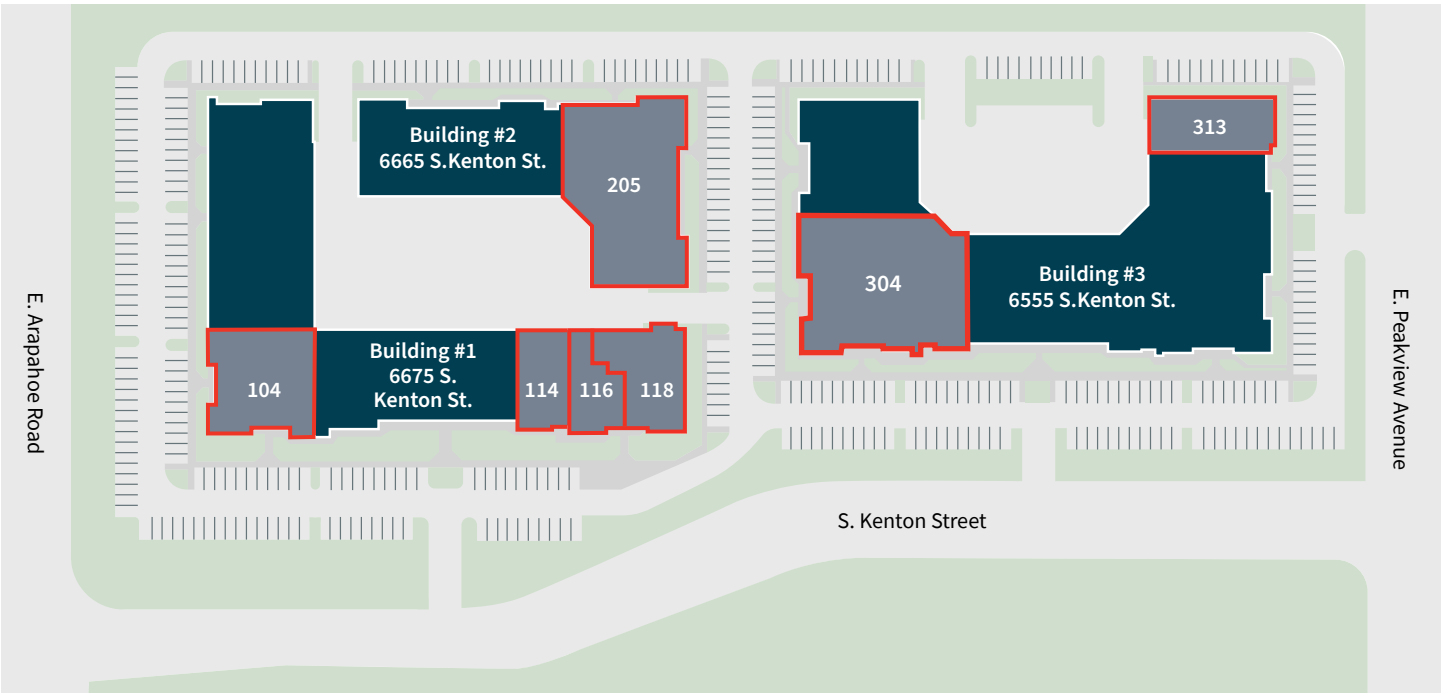 Building #2
6665 S.Kenton St.
205
313
304
Building #3
6555 S.Kenton St.
E. Arapahoe Road
E. Peakview Avenue
104
Building #1
6675 S.
Kenton St.
114
116
118
S. Kenton Street